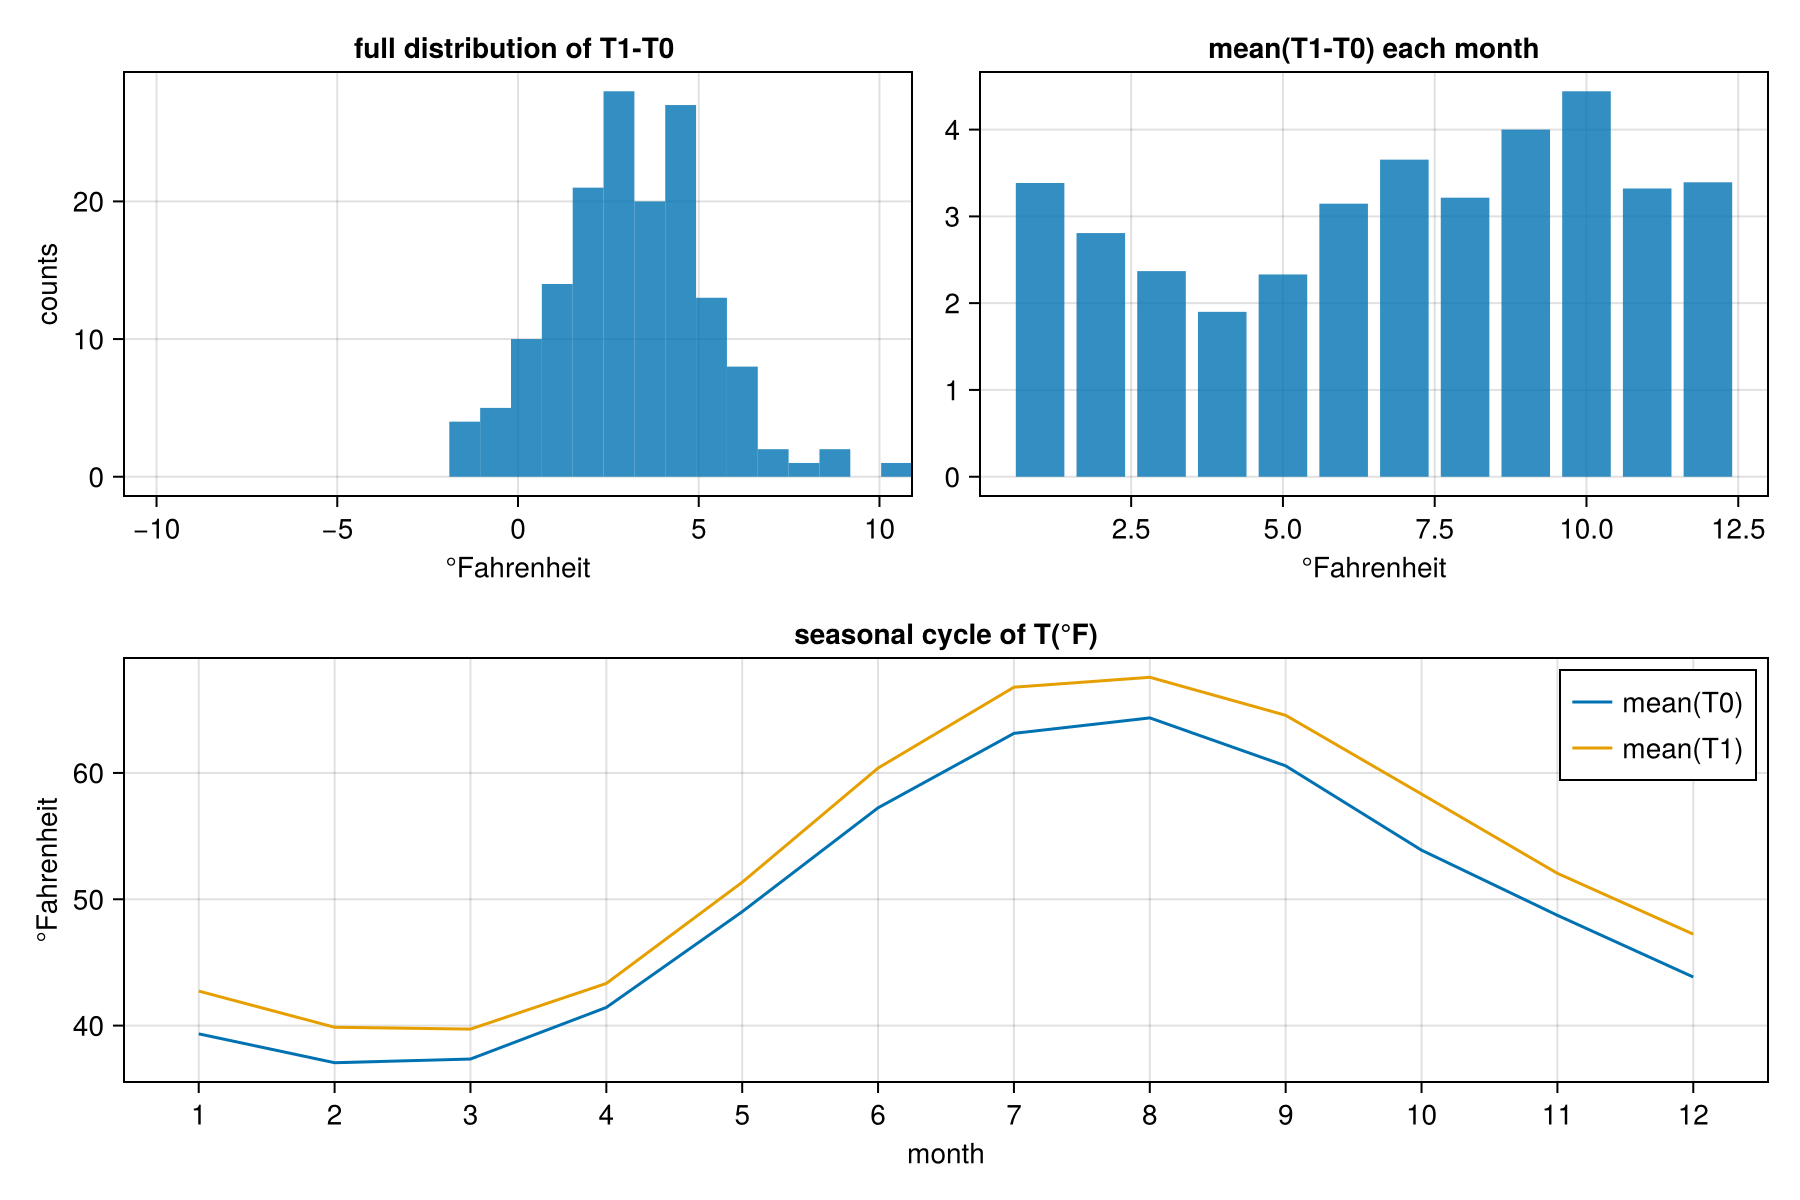 full distribution of T1-T0
counts
20
10
0
−10 −5 0 5 10
°Fahrenheit
mean(T1-T0) each month
4
3
2
1
0
2.5 5.0 7.5 10.0 12.5
°Fahrenheit
seasonal cycle of T(°F)
°Fahrenheit
60
50
40
mean(T0)
mean(T1)
1 2 3 4 5 6 7 8 9 10 11 12
month